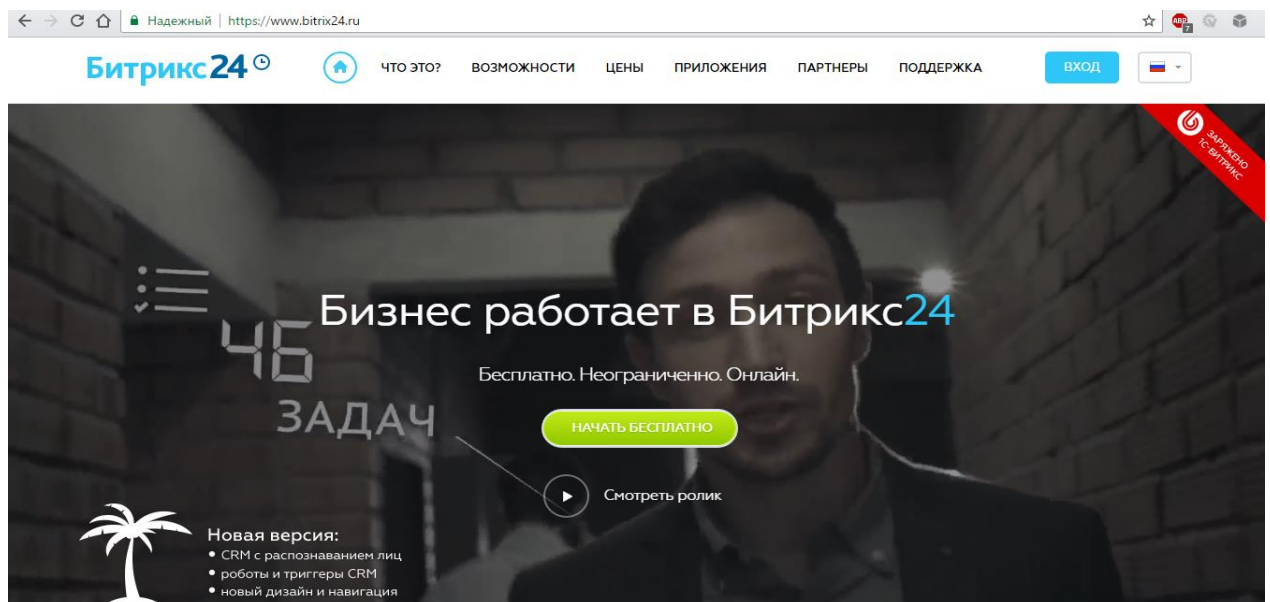 Надежный | https://www.bitrix24.ru
ABP
7
Битрикс24
ЧТО ЭТО?
ВОЗМОЖНОСТИ
ЦЕНЫ
ПРИЛОЖЕНИЯ
ПАРТНЕРЫ
ПОДДЕРЖКА
ВХОД
ЗАРЯЖЕНО
1С-БИТРИКС
Бизнес работает в Битрикс24
46
ЗАДАЧ
Бесплатно. Неограниченно. Онлайн.
НАЧАТЬ БЕСПЛАТНО
Смотреть ролик
Новая версия:
• CRM с распознаванием лиц
• роботы и триггеры CRM
• новый дизайн и навигация